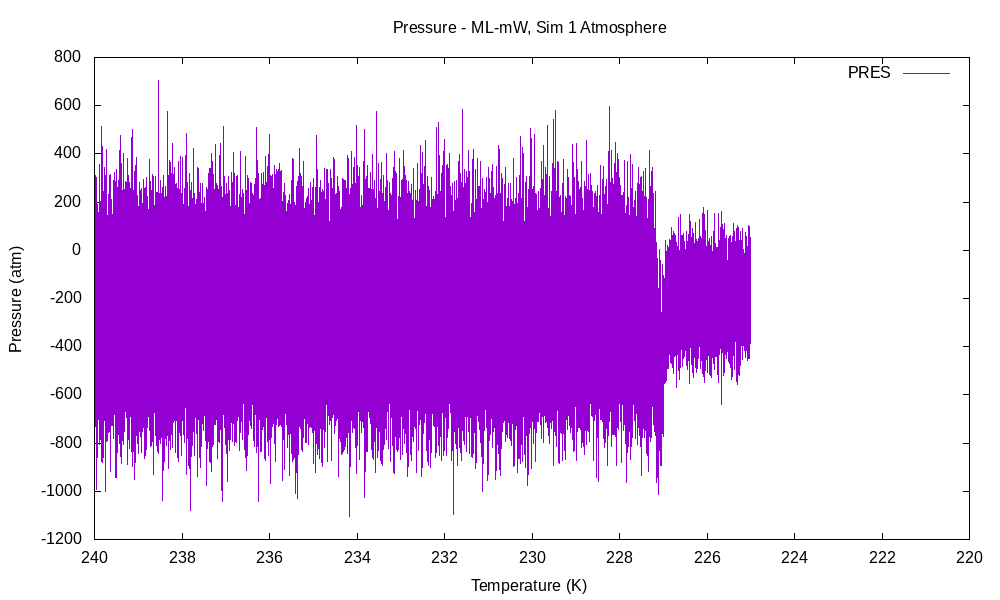 Pressure - ML-mW, Sim 1 Atmosphere
PRES
800
600
400
200
0
-200
-400
-600
-800
-1000
-1200
Pressure (atm)
240 238 236 234 232 230 228 226 224 222 220
Temperature (K)